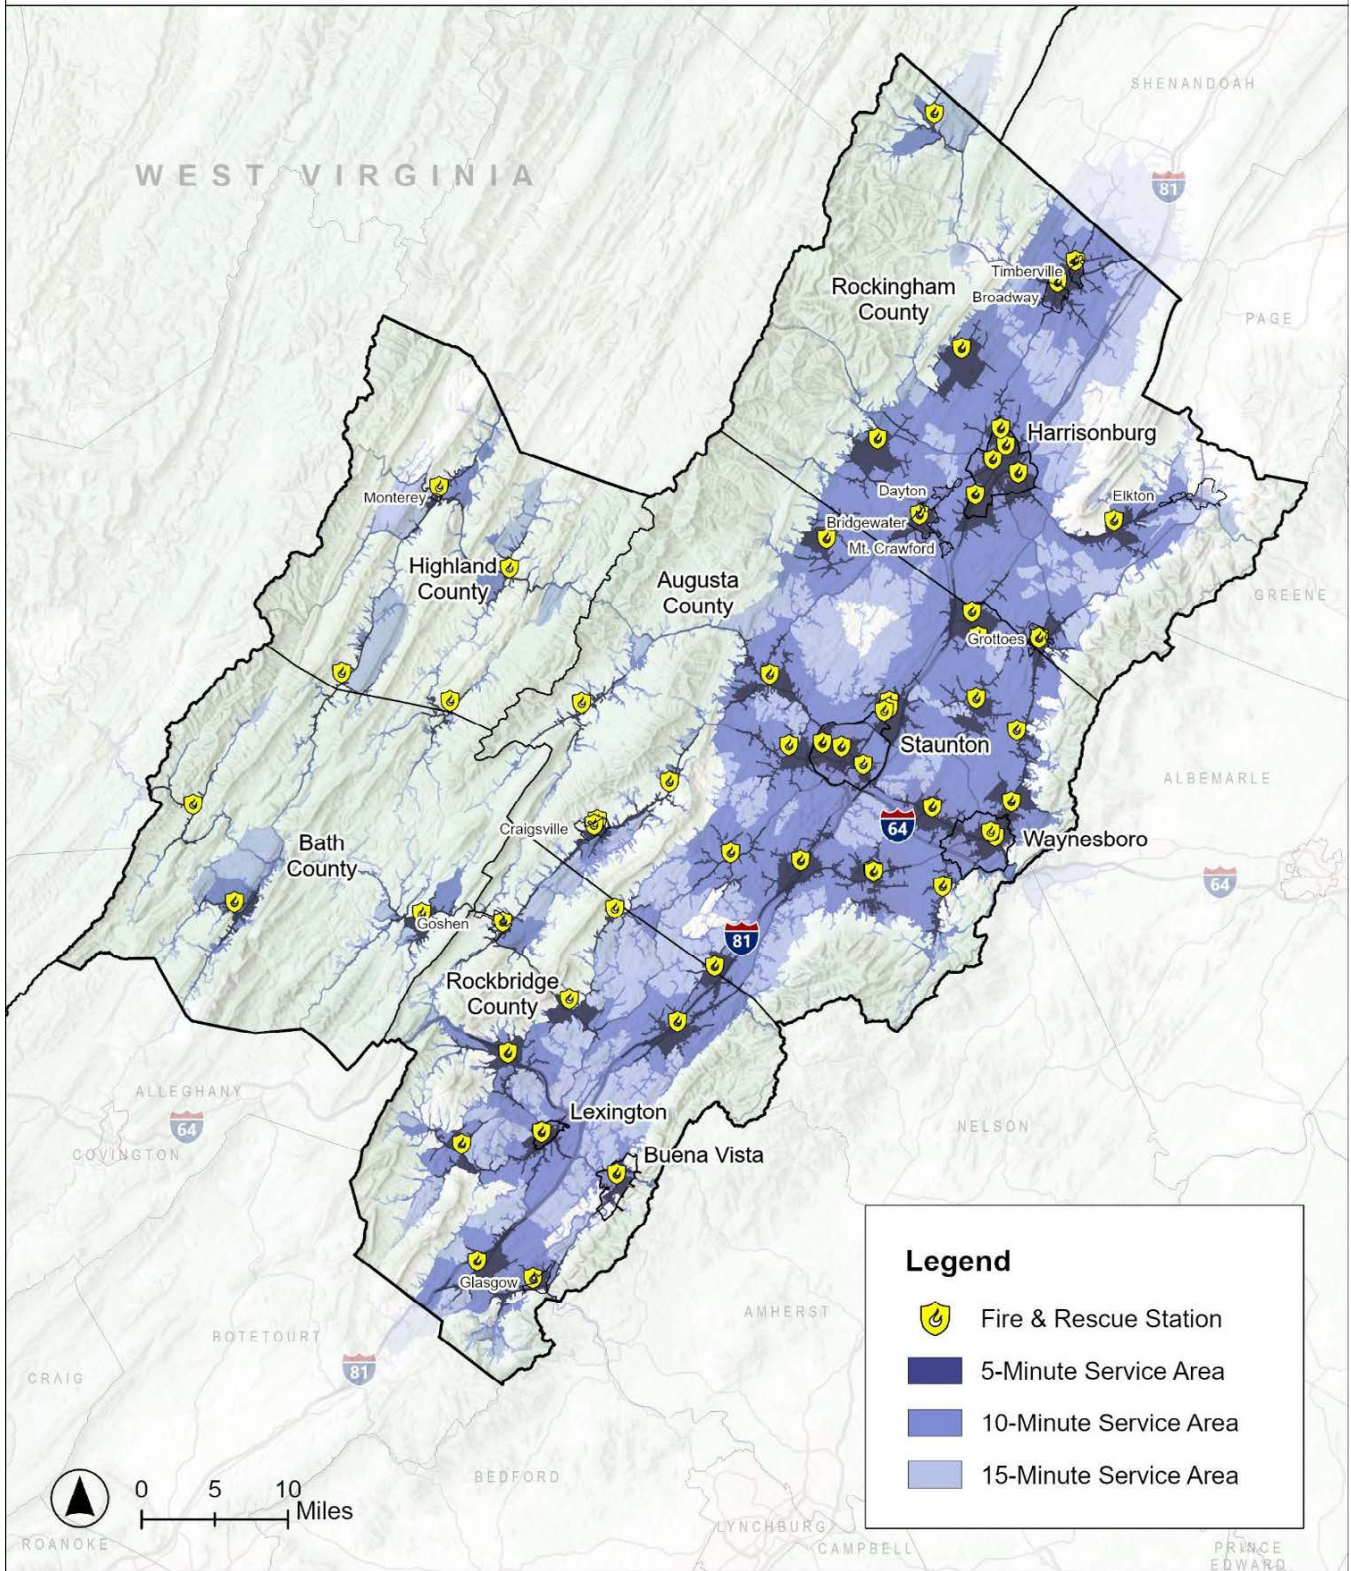 SHENANDOAH
WEST VIRGINIA
81
Timberville
Rockingham
County
Broadway
PAGE
Harrisonburg
Monterey
Dayton
Elkton
Bridgewater
Mt. Crawford
Highland
County
Augusta
County
GREENE
Grottoes
Staunton
ALBEMARLE
Craigsville
64
Bath
County
Waynesboro
64
Goshen
81
Rockbridge
County
ALLEGHANY
64
Lexington
NELSON
COVINGTON
Buena Vista
Legend
Glasgow
Fire & Rescue Station
AMHERST
BOTETOURT
81
5-Minute Service Area
CRAIG
10-Minute Service Area
BEDFORD
15-Minute Service Area
0 5 10
Miles
LYNCHBURG
ROANOKE
CAMPBELL
PRINCE
EDWARD